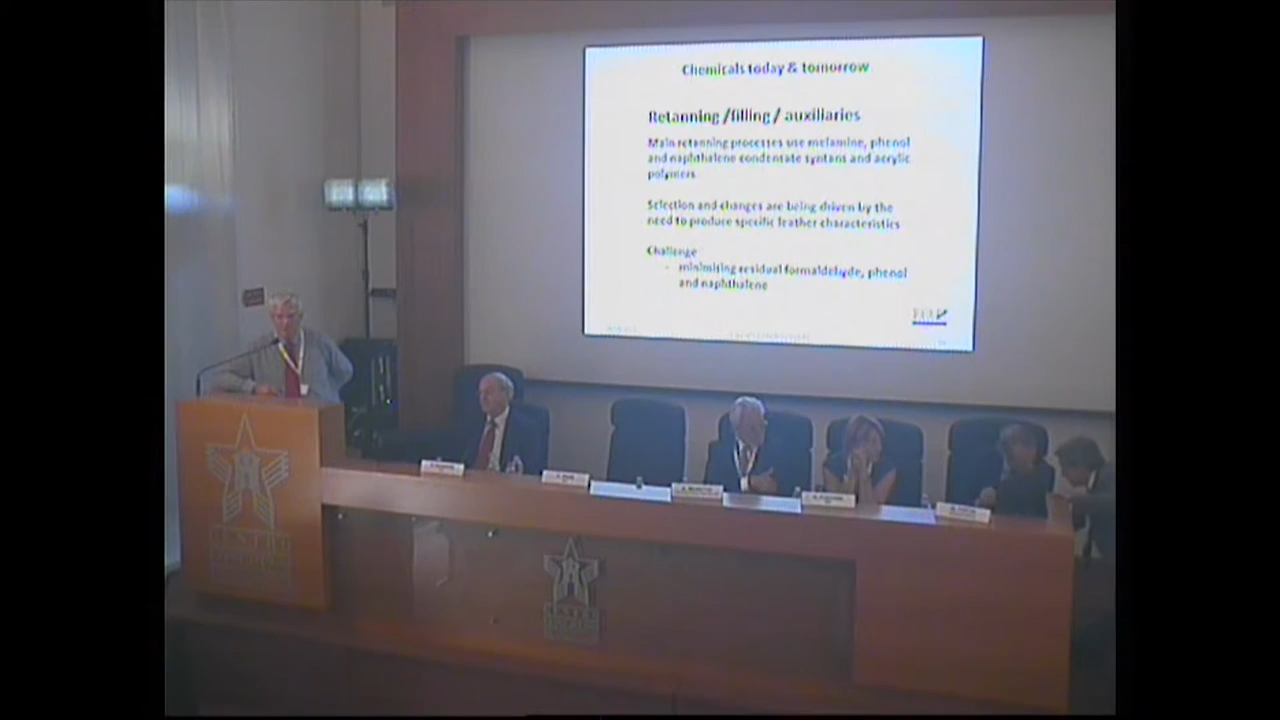 Chemicals today & tomorrow
Retanning /filling / auxiliaries
Main retanning processes use melamine, phenol
and naphthalene condensate syntans and acrylic
polymers
Selection and changes are being driven by the
need to produce specific leather characteristics
Challenge
- minimising residual formaldehyde, phenol
and naphthalene